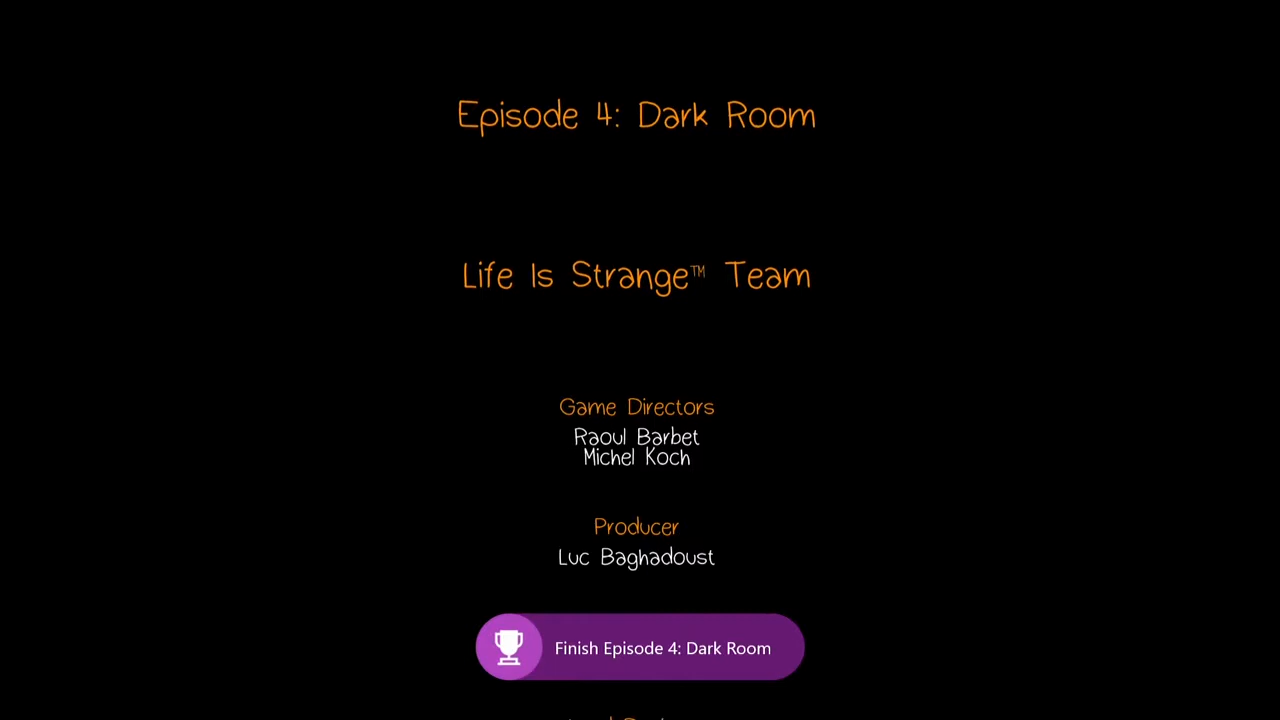 Episode 4: Dark Room
Life Is Strange™ Team
Game Directors
Raoul Barbet
Michel Koch
Producer
Luc Baghadoust
Finish Episode 4: Dark Room